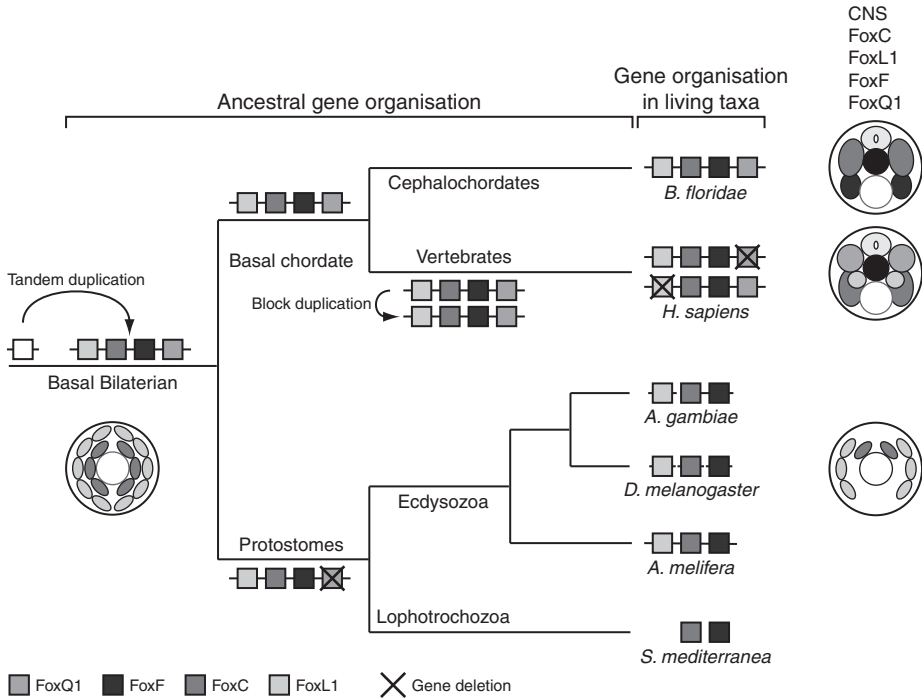 CNS
FoxC
FoxL1
FoxF
FoxQ1
Ancestral gene organisation
Gene organisation
in living taxa
Cephalochordates
B. floridae
Basal chordate
Vertebrates
Tandem duplication
Block duplication
H. sapiens
Basal Bilaterian
A. gambiae
D. melanogaster
Ecdysozoa
Protostomes
A. melifera
Lophotrochozoa
S. mediterranea
FoxQ1
FoxF
FoxC
FoxL1
Gene deletion